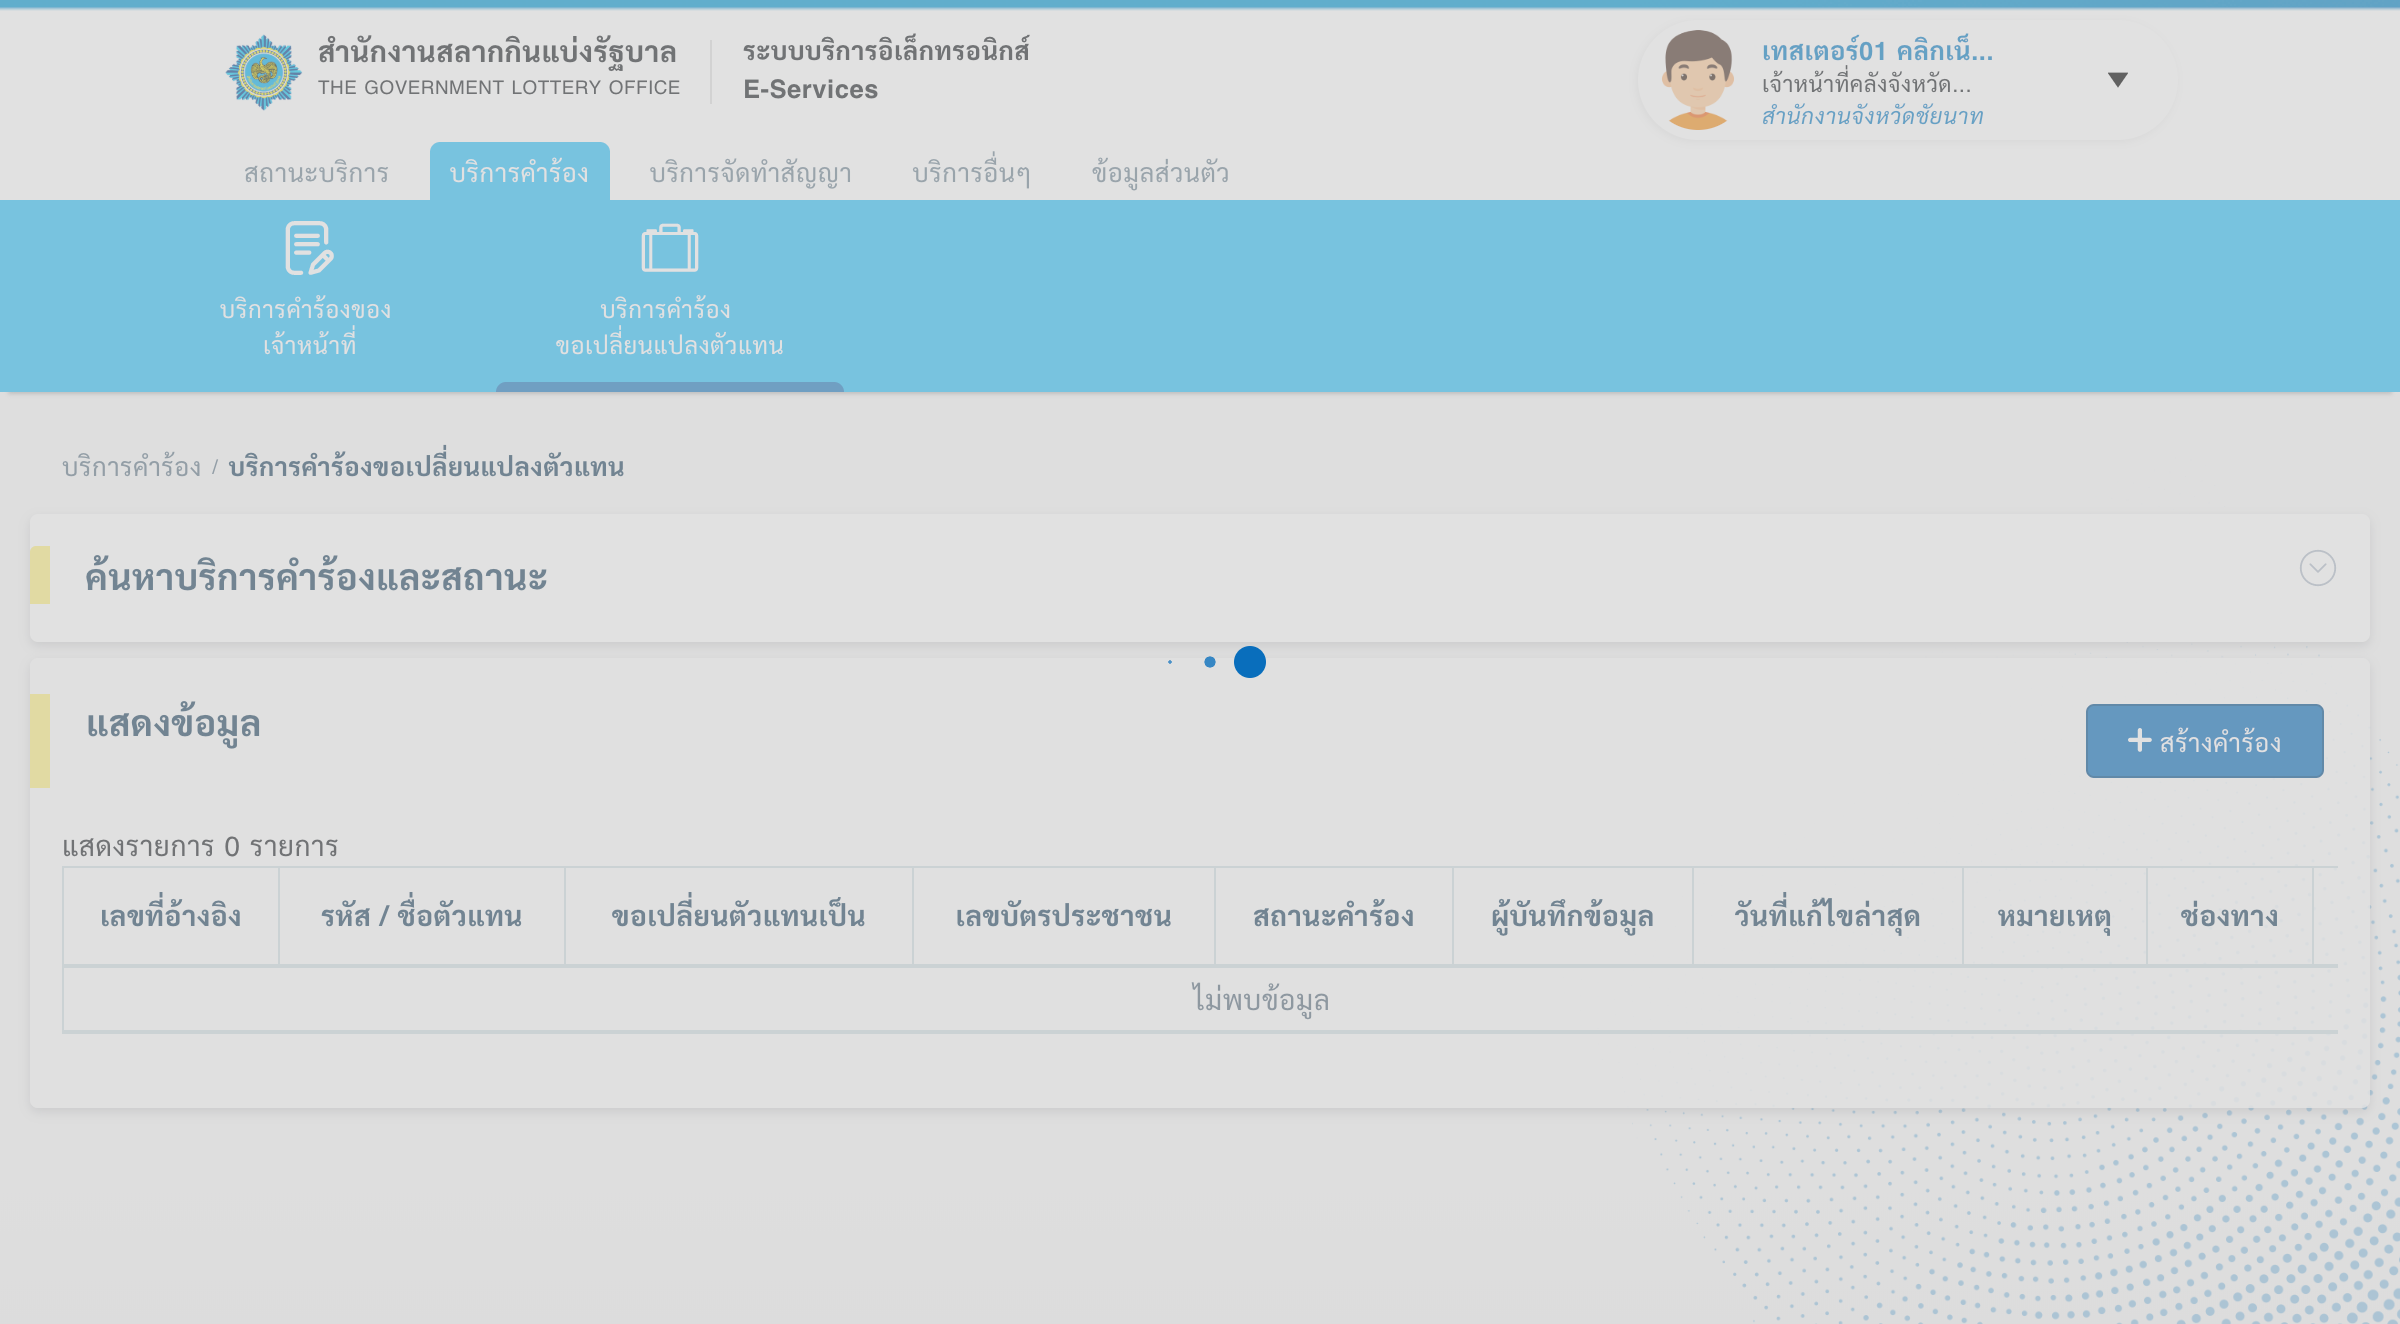 สำนักงานสลากกินแบ่งรัฐบาล
THE GOVERNMENT LOTTERY OFFICE
ระบบบริการอิเล็กทรอนิกส์
E-Services
เทสเตอร์01 คลิกเน็...
เจ้าหน้าที่คลังจังหวัด...
สำนักงานจังหวัดชัยนาท
สถานะบริการ
บริการคำร้อง
บริการจัดทำสัญญา
บริการอื่นๆ
ข้อมูลส่วนตัว
บริการคำร้องของ
เจ้าหน้าที่
บริการคำร้อง
ขอเปลี่ยนแปลงตัวแทน
บริการคำร้อง / บริการคำร้องขอเปลี่ยนแปลงตัวแทน
ค้นหาบริการคำร้องและสถานะ
แสดงข้อมูล
+ สร้างคำร้อง
แสดงรายการ 0 รายการ
เลขที่อ้างอิง
รหัส / ชื่อตัวแทน
ขอเปลี่ยนตัวแทนเป็น
เลขบัตรประชาชน
สถานะคำร้อง
ผู้บันทึกข้อมูล
วันที่แก้ไขล่าสุด
หมายเหตุ
ช่องทาง
ไม่พบข้อมูล